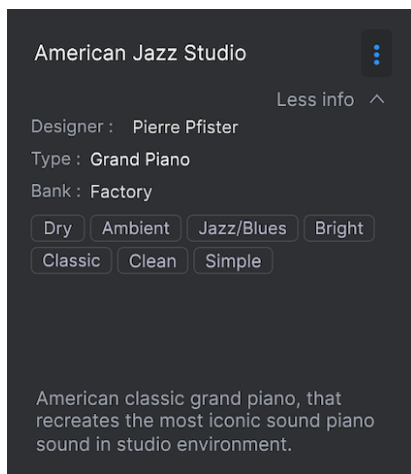 American Jazz Studio
Less info
Designer : Pierre Pfister
Type : Grand Piano
Bank : Factory
Dry Ambient Jazz/Blues Bright
Classic Clean Simple
American classic grand piano, that
recreates the most iconic sound piano
sound in studio environment.